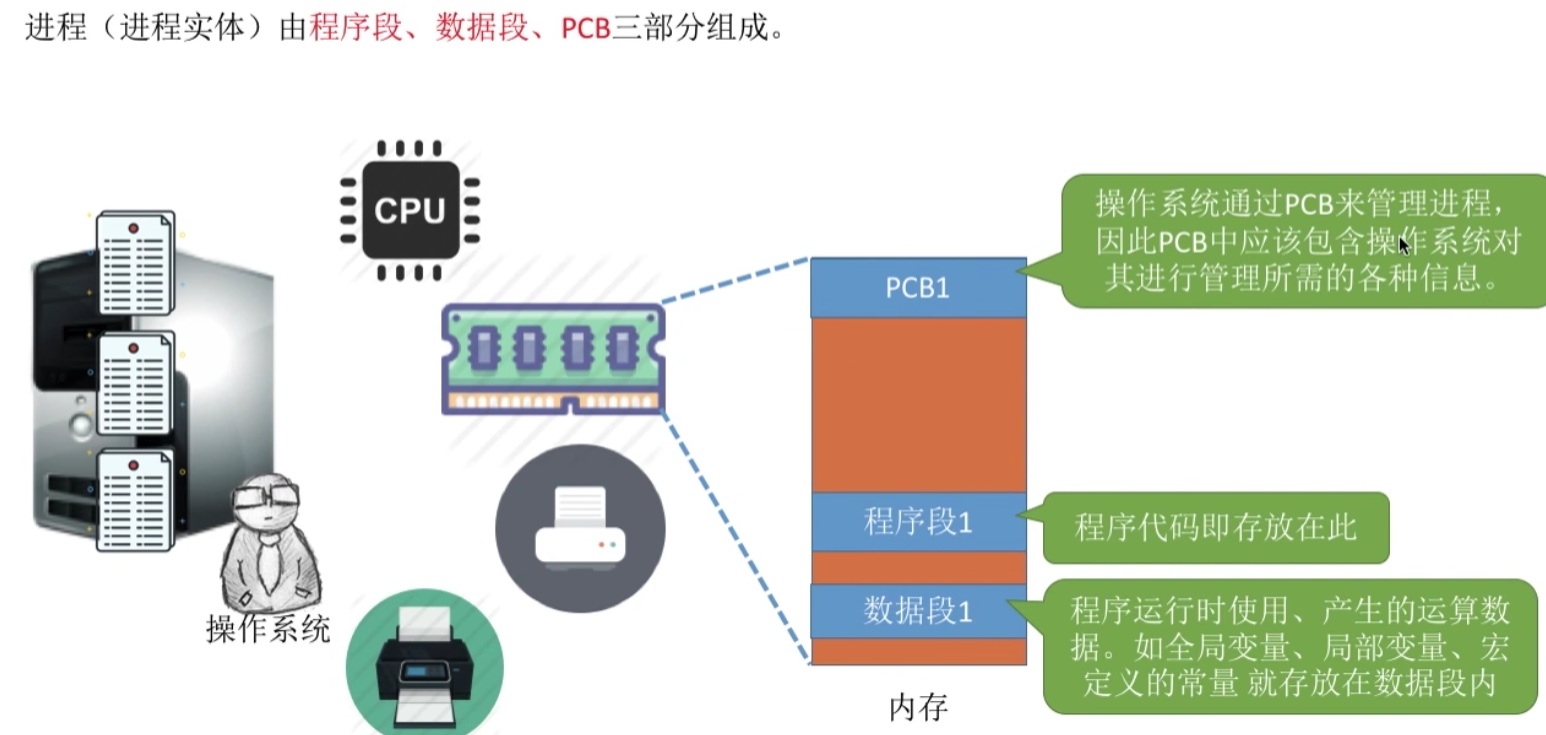 进程（进程实体）由程序段、数据段、PCB三部分组成。
CPU
操作系统通过PCB来管理进程，
因此PCB中应该包含操作系统对
其进行管理所需的各种信息。
PCB1
程序段1
程序代码即存放在此
数据段1
程序运行时使用、产生的运算数
据。如全局变量、局部变量、宏
定义的常量 就存放在数据段内
操作系统
内存